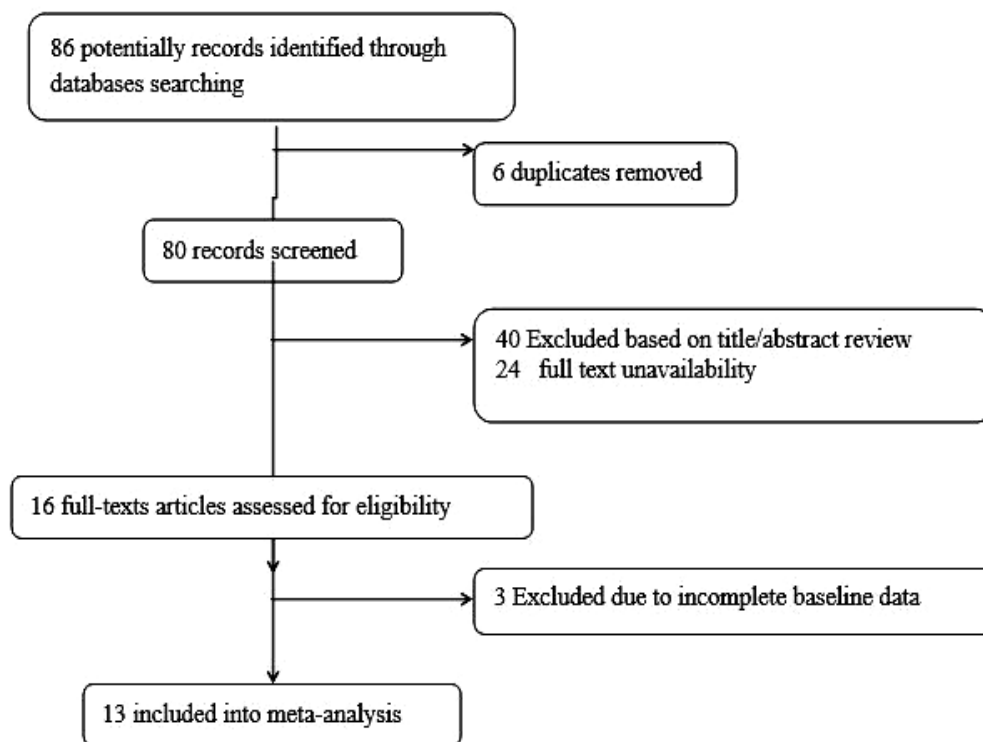 86 potentially records identified through
databases searching
6 duplicates removed
80 records screened
40 Excluded based on title/abstract review
24 full text unavailability
16 full-texts articles assessed for eligibility
3 Excluded due to incomplete baseline data
13 included into meta-analysis